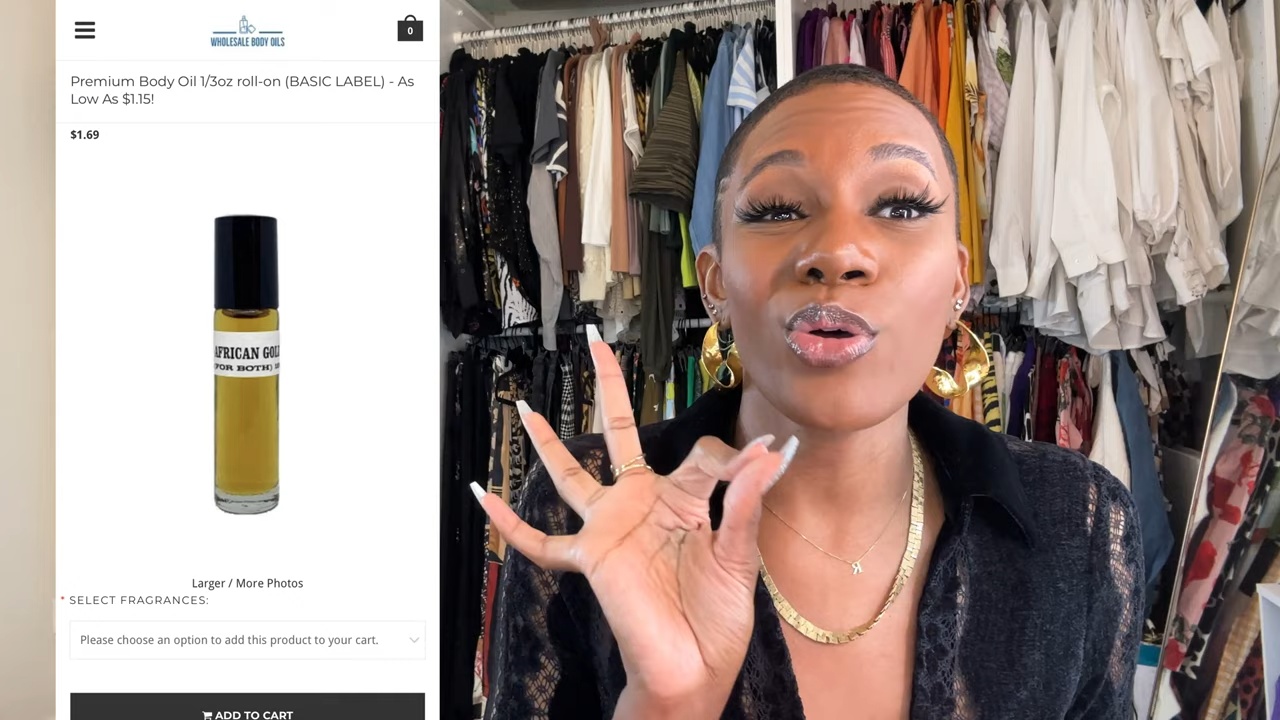 0
WHOLESALE BODY OILS
Premium Body Oil 1/3oz roll-on (BASIC LABEL) - As
Low As $1.15!
$1.69
AFRICAN GOL
(FOR BOTH)
Larger / More Photos
* SELECT FRAGRANCES:
Please choose an option to add this product to your cart.
ADD TO CART